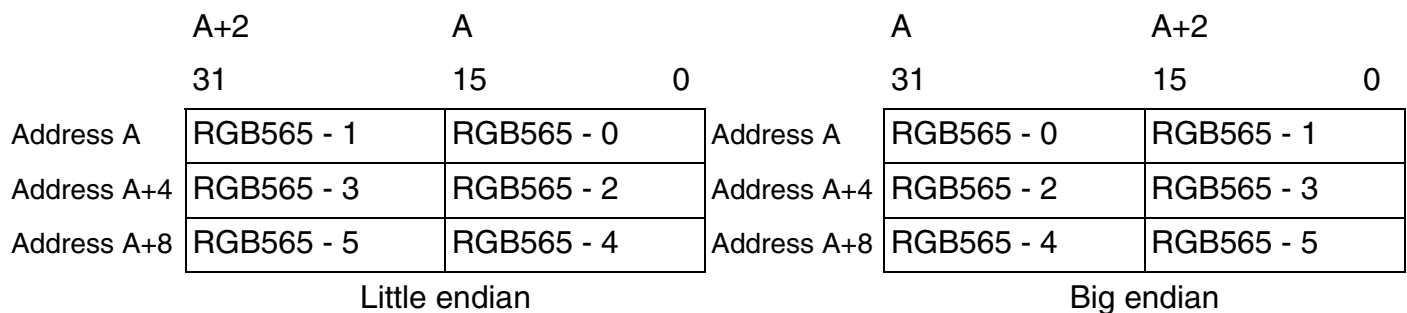 A+2 A A A+2
31 15 0 31 15 0
Address A RGB565 - 1 RGB565 - 0 Address A RGB565 - 0 RGB565 - 1
Address A+4 RGB565 - 3 RGB565 - 2 Address A+4 RGB565 - 2 RGB565 - 3
Address A+8 RGB565 - 5 RGB565 - 4 Address A+8 RGB565 - 4 RGB565 - 5
Little endian Big endian